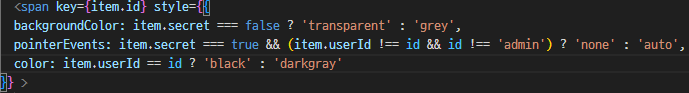 <span key={item.id} style={{
backgroundColor: item.secret === false ? 'transparent' : 'grey',
pointerEvents: item.secret === true && (item.userId !== id && id !== 'admin') ? 'none' : 'auto',
color: item.userId == id ? 'black' : 'darkgray'
}} >